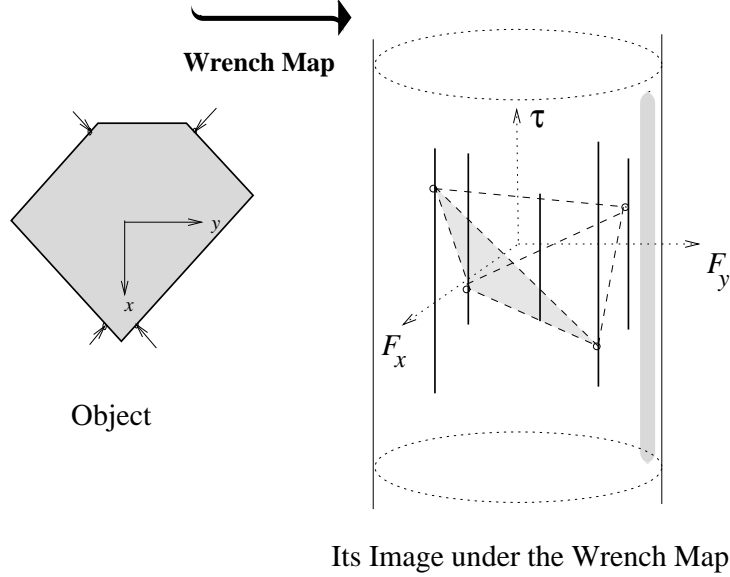 Wrench Map
τ
y
x
F_y
F_x
Object
Its Image under the Wrench Map